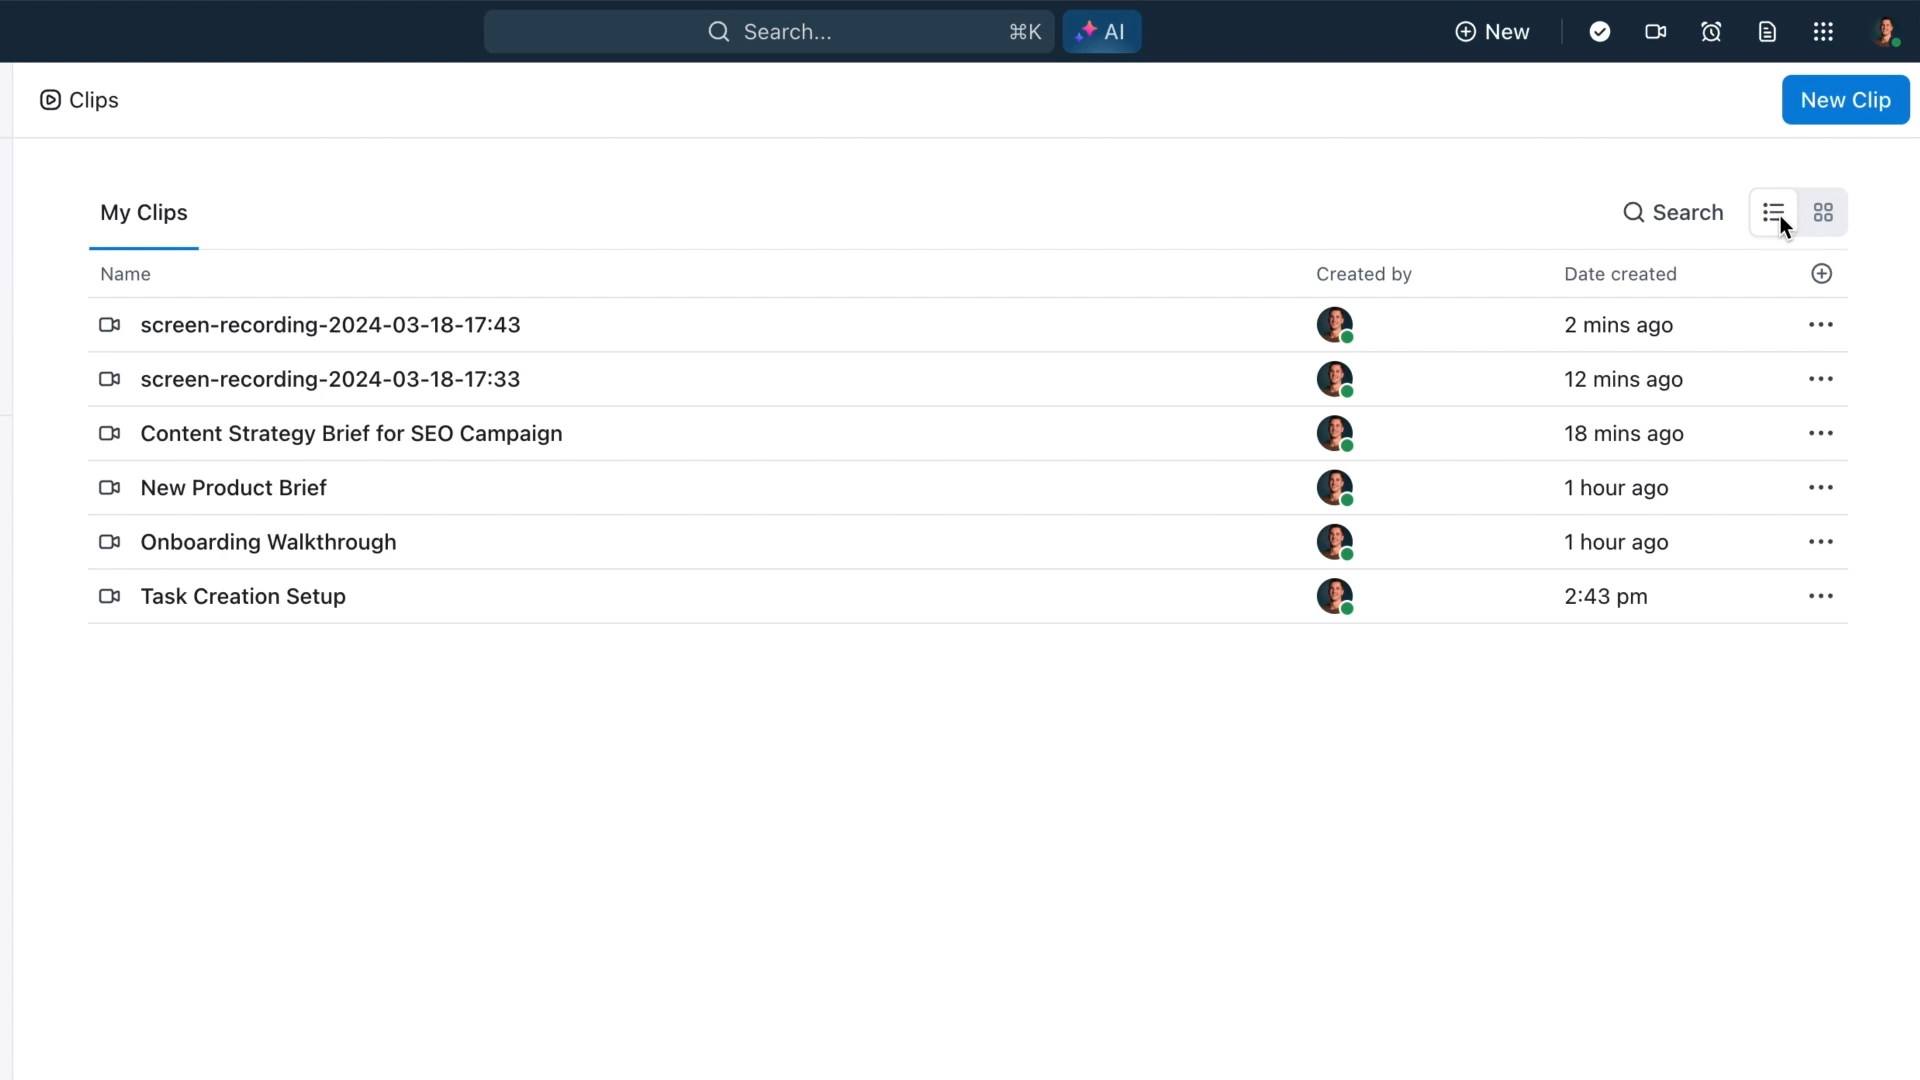 Search... ⌘K AI New
Clips New Clip
My Clips Search
Name Created by Date created
screen-recording-2024-03-18-17:43 2 mins ago
screen-recording-2024-03-18-17:33 12 mins ago
Content Strategy Brief for SEO Campaign 18 mins ago
New Product Brief 1 hour ago
Onboarding Walkthrough 1 hour ago
Task Creation Setup 2:43 pm